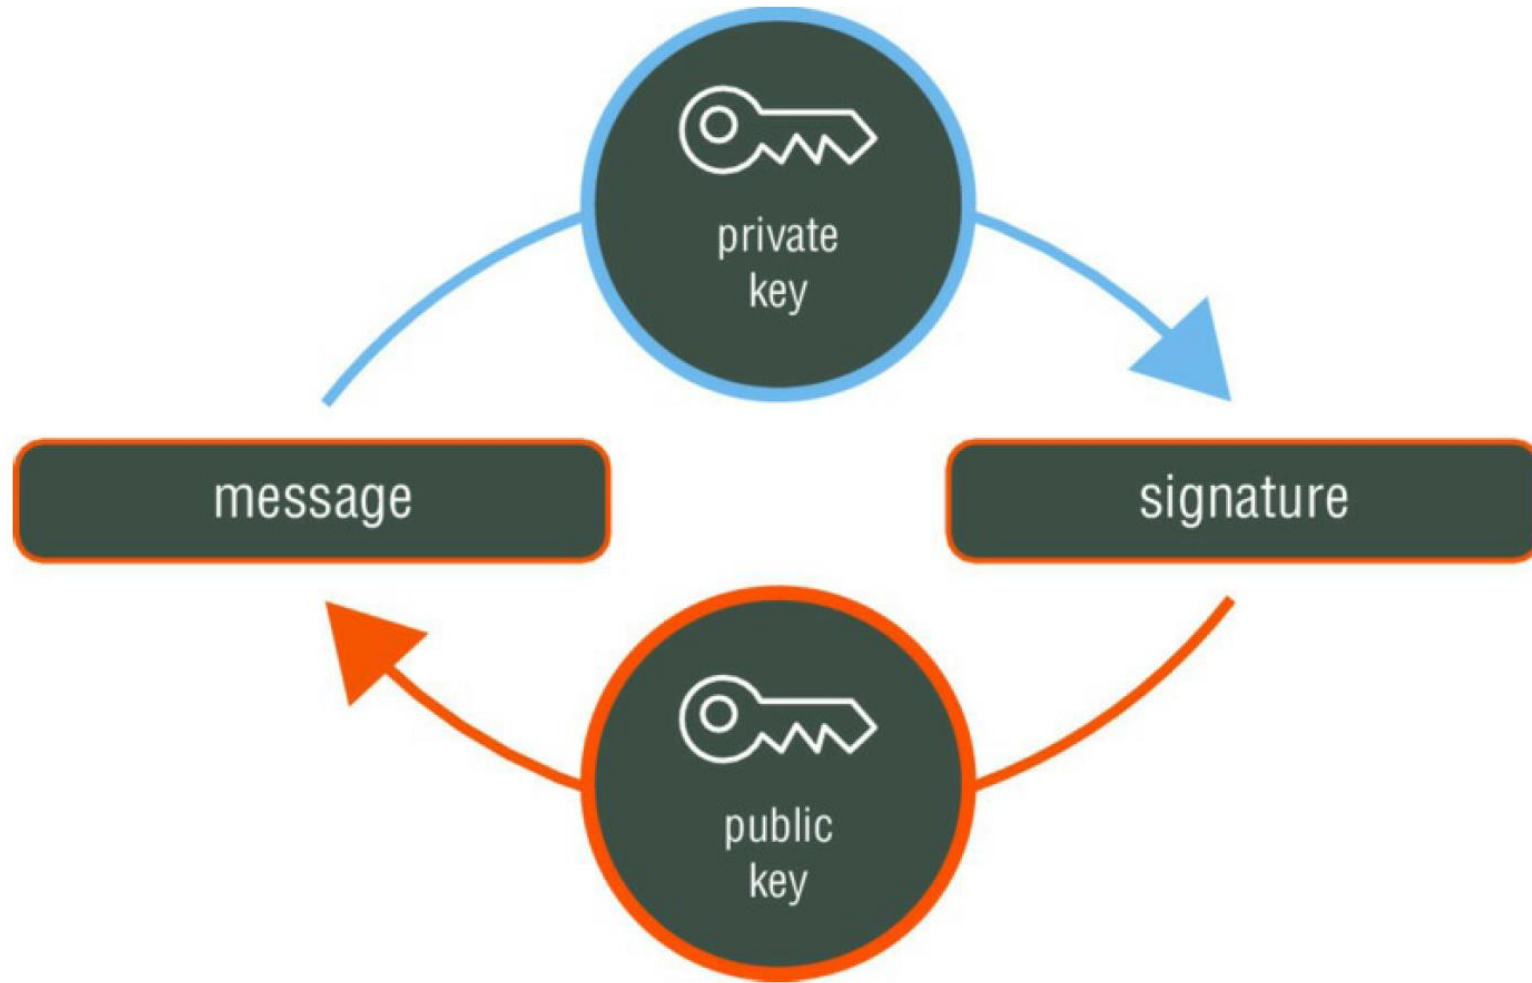 private
key
message
signature
public
key